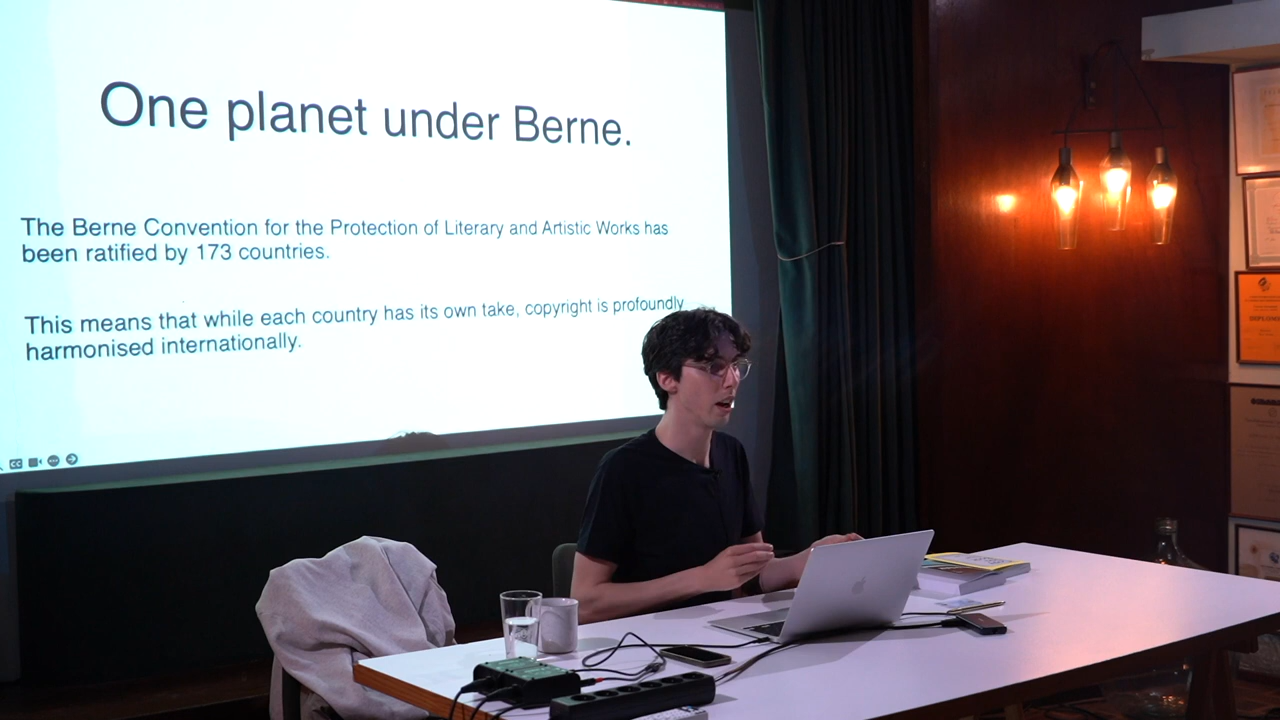 One planet under Berne.
The Berne Convention for the Protection of Literary and Artistic Works has
been ratified by 173 countries.
This means that while each country has its own take, copyright is profoundly
harmonised internationally.
CC